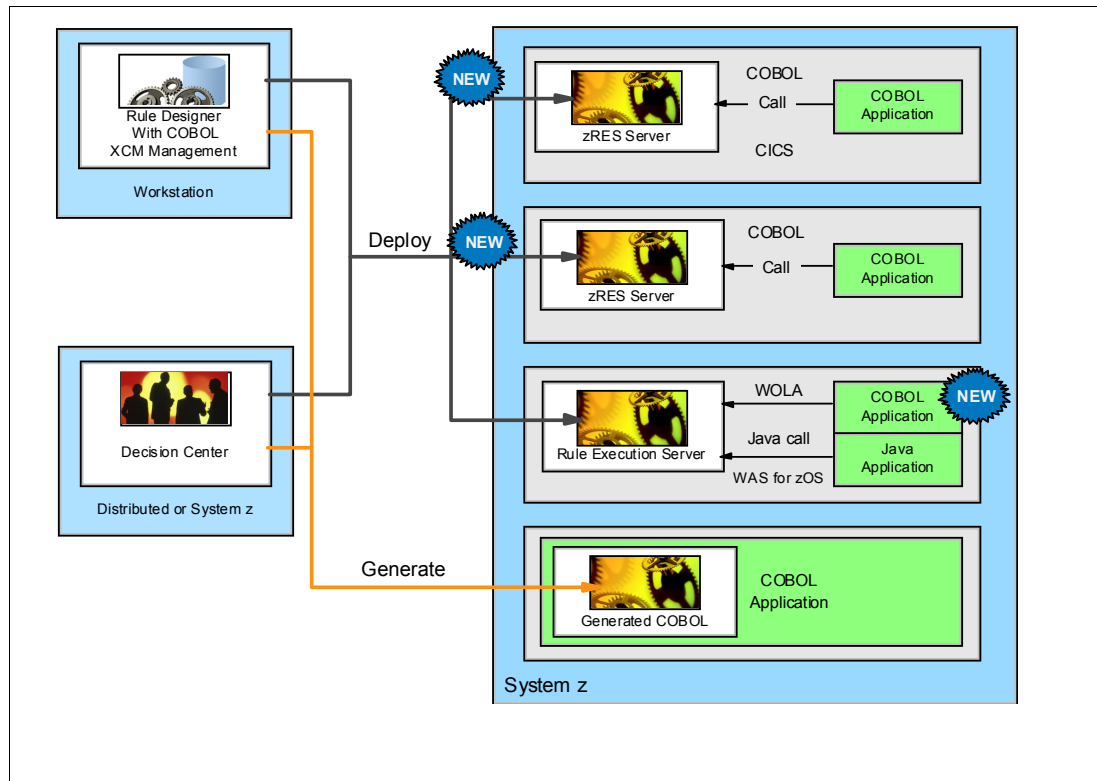 Rule Designer
With COBOL
XCM Management
Workstation
Decision Center
Distributed or System z
Deploy
Generate
NEW
zRES Server
COBOL
Call
CICS
COBOL
Application
NEW
zRES Server
COBOL
Call
COBOL
Application
Rule Execution Server
WOLA
Java call
WAS for zOS
COBOL
Application
NEW
Java
Application
Generated COBOL
COBOL
Application
System z